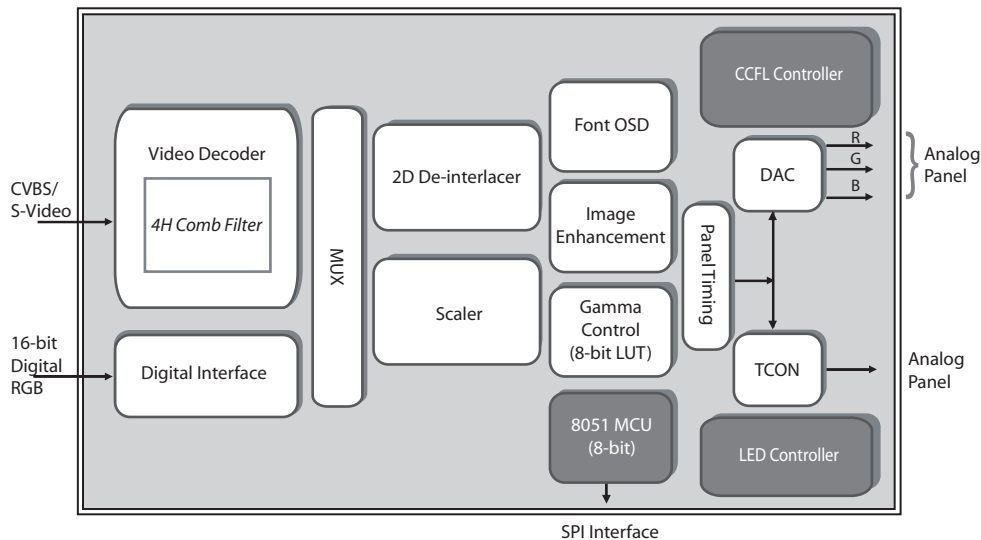 CVBS/
S-Video
16-bit
Digital
RGB
Video Decoder
4H Comb Filter
Digital Interface
MUX
2D De-interlacer
Scaler
Font OSD
Image
Enhancement
Gamma
Control
(8-bit LUT)
8051 MCU
(8-bit)
SPI Interface
Panel Timing
CCFL Controller
DAC
R
G
B
Analog
Panel
TCON
Analog
Panel
LED Controller